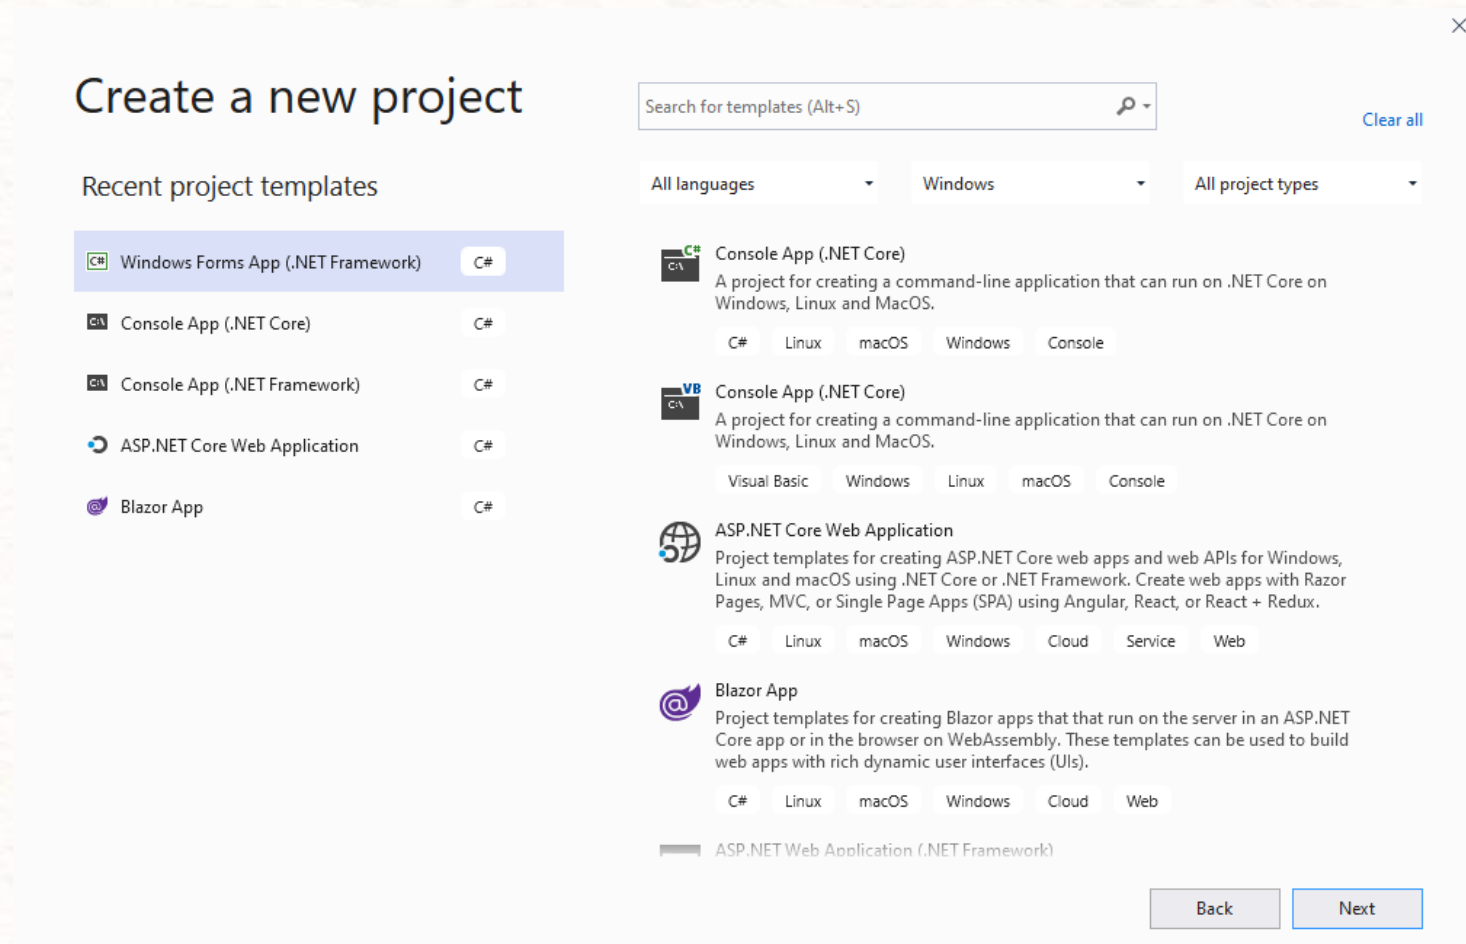 Create a new project
Search for templates (Alt+S)
Clear all
Recent project templates
All languages
Windows
All project types
C# Windows Forms App (.NET Framework) C#
C:\ Console App (.NET Core) C#
C:\ Console App (.NET Framework) C#
ASP.NET Core Web Application C#
@ Blazor App C#
C#
C:\
Console App (.NET Core)
A project for creating a command-line application that can run on .NET Core on
Windows, Linux and MacOS.
C# Linux macOS Windows Console
VB
C:\
Console App (.NET Core)
A project for creating a command-line application that can run on .NET Core on
Windows, Linux and MacOS.
Visual Basic Windows Linux macOS Console
ASP.NET Core Web Application
Project templates for creating ASP.NET Core web apps and web APIs for Windows,
Linux and macOS using .NET Core or .NET Framework. Create web apps with Razor
Pages, MVC, or Single Page Apps (SPA) using Angular, React, or React + Redux.
C# Linux macOS Windows Cloud Service Web
@
Blazor App
Project templates for creating Blazor apps that that run on the server in an ASP.NET
Core app or in the browser on WebAssembly. These templates can be used to build
web apps with rich dynamic user interfaces (UIs).
C# Linux macOS Windows Cloud Web
ASP.NET Web Application (.NET Framework)
Back
Next